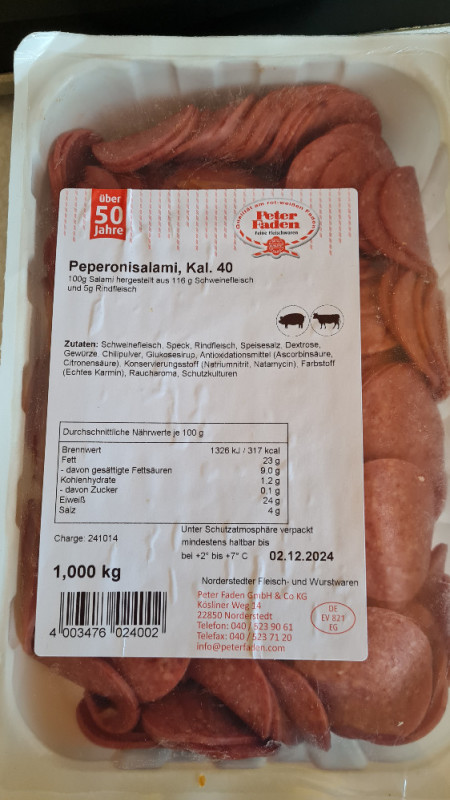 über
50
Jahre
Qualität am rot-weißen Faden
Peter
Faden
Feine Fleischwaren
Peperonisalami, Kal. 40
100g Salami hergestellt aus 116 g Schweinefleisch
und 5g Rindfleisch
Zutaten: Schweinefleisch, Speck, Rindfleisch, Speisesalz, Dextrose,
Gewürze, Chilipulver, Glukosesirup, Antioxidationsmittel (Ascorbinsäure,
Citronensäure), Konservierungsstoff (Natriumnitrit, Natamycin), Farbstoff
(Echtes Karmin), Raucharoma, Schutzkulturen
Durchschnittliche Nährwerte je 100 g
Brennwert 1326 kJ / 317 kcal
Fett 23 g
- davon gesättigte Fettsäuren 9.0 g
Kohlenhydrate 1.2 g
- davon Zucker 0.1 g
Eiweiß 24 g
Salz 4 g
Charge: 241014
Unter Schutzatmosphäre verpackt
mindestens haltbar bis
bei +2° bis +7° C 02.12.2024
1,000 kg
Norderstedter Fleisch- und Wurstwaren
Peter Faden GmbH & Co KG
Kösliner Weg 14
22850 Norderstedt
Telefon: 040 / 523 90 61
Telefax: 040 / 523 71 20
info@peterfaden.com
DE
EV 821
EG
4 003476 024002